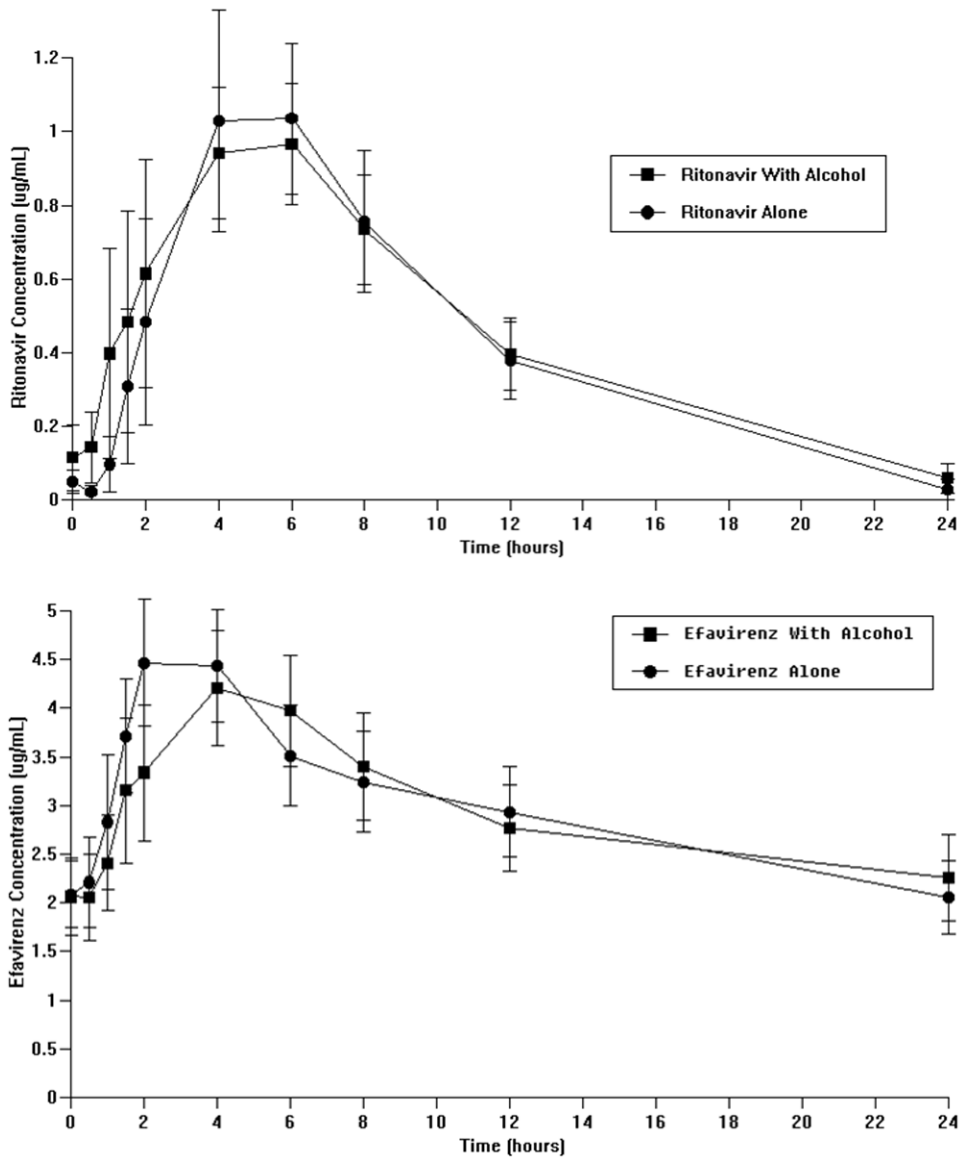 1.2
1
0.8
0.6
0.4
0.2
0
Ritonavir Concentration (ug/mL)
Ritonavir With Alcohol
Ritonavir Alone
0 2 4 6 8 10 12 14 16 18 20 22 24
Time (hours)
5
4.5
4
3.5
3
2.5
2
1.5
1
0.5
0
Efavirenz Concentration (ug/mL)
Efavirenz With Alcohol
Efavirenz Alone
0 2 4 6 8 10 12 14 16 18 20 22 24
Time (hours)